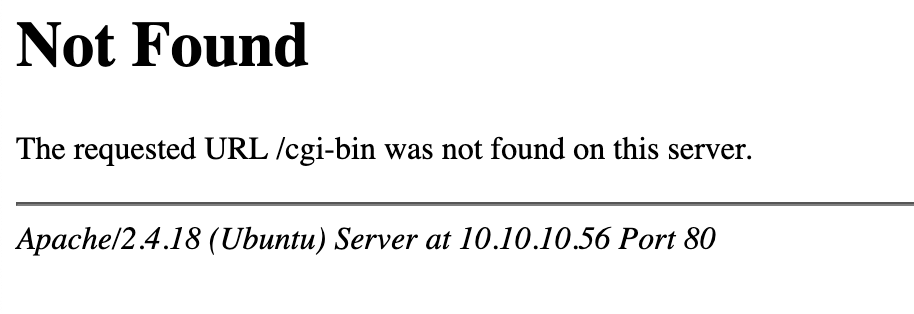 Not Found
The requested URL /cgi-bin was not found on this server.
Apache/2.4.18 (Ubuntu) Server at 10.10.10.56 Port 80